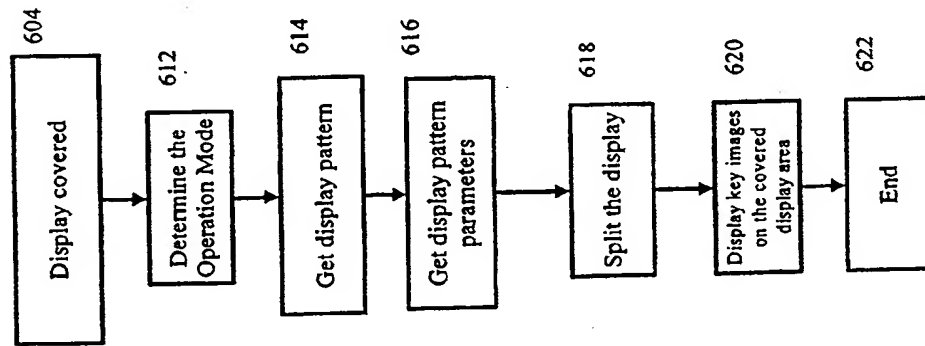 604
Display covered
612
Determine the
Operation Mode
614
Get display pattern
616
Get display pattern
parameters
618
Split the display
620
Display key images
on the covered
display area
622
End